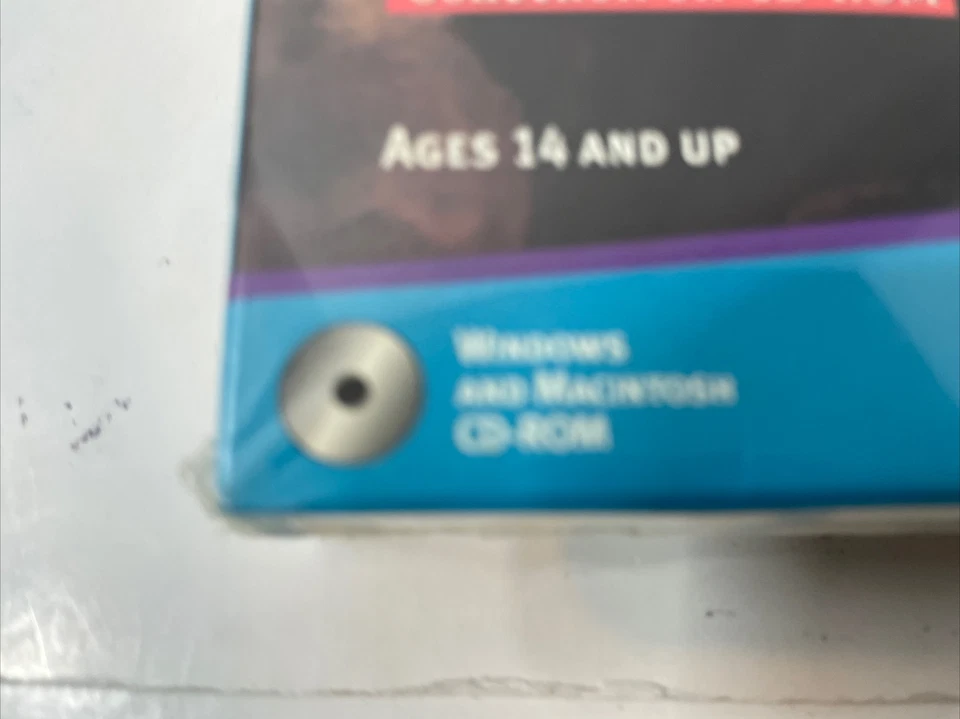 AGES 14 AND UP
WINDOWS
AND MACINTOSH
CD-ROM